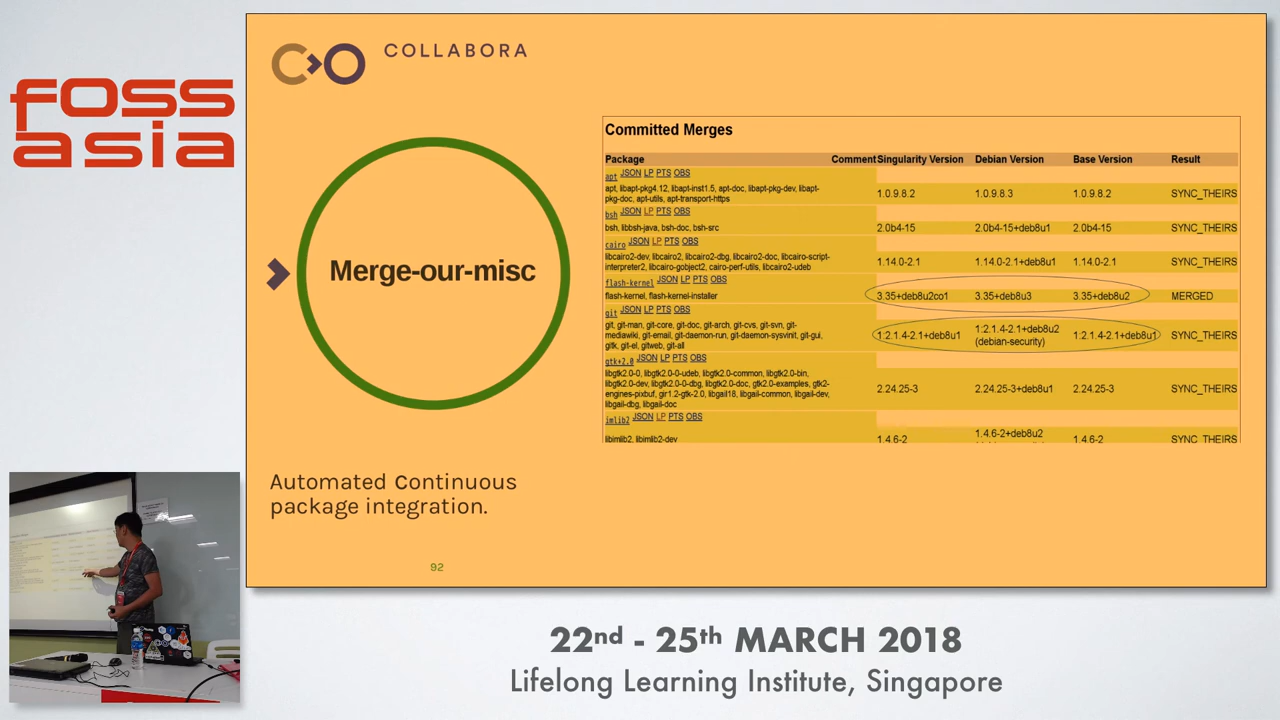 foss
asia
COLLABORA
Merge-our-misc
Automated Continuous
package integration.
92
Committed Merges
Package Comment Singularity Version Debian Version Base Version Result
apt JSON LP PTS OBS
apt, libapt-pkg4.12, libapt-inst1.5, apt-doc, libapt-pkg-dev, libapt-
pkg-doc, apt-utils, apt-transport-https 1.0.9.8.2 1.0.9.8.3 1.0.9.8.2 SYNC_THEIRS
bsh JSON LP PTS OBS
bsh, libbsh-java, bsh-doc, bsh-src 2.0b4-15 2.0b4-15+deb8u1 2.0b4-15 SYNC_THEIRS
cairo JSON LP PTS OBS
libcairo2-dev, libcairo2, libcairo2-dbg, libcairo2-doc, libcairo-script-
interpreter2, libcairo-gobject2, cairo-perf-utils, libcairo2-udeb 1.14.0-2.1 1.14.0-2.1+deb8u1 1.14.0-2.1 SYNC_THEIRS
flash-kernel JSON LP PTS OBS
flash-kernel, flash-kernel-installer 3.35+deb8u2co1 3.35+deb8u3 3.35+deb8u2 MERGED
git JSON LP PTS OBS
git, git-man, git-core, git-doc, git-arch, git-cvs, git-svn, git-
mediawiki, git-email, git-daemon-run, git-daemon-sysvinit, git-gui,
gitk, git-el, gitweb, git-all 1:2.1.4-2.1+deb8u1 1:2.1.4-2.1+deb8u2 (debian-security) 1:2.1.4-2.1+deb8u1 SYNC_THEIRS
gtk+2.0 JSON LP PTS OBS
libgtk2.0-0, libgtk2.0-0-udeb, libgtk2.0-common, libgtk2.0-bin,
libgtk2.0-dev, libgtk2.0-0-dbg, libgtk2.0-doc, gtk2.0-examples, gtk2-
engines-pixbuf, gir1.2-gtk-2.0, libgail18, libgail-common, libgail-dev,
libgail-dbg, libgail-doc 2.24.25-3 2.24.25-3+deb8u1 2.24.25-3 SYNC_THEIRS
imlib2 JSON LP PTS OBS
libimlib2, libimlib2-dev 1.4.6-2 1.4.6-2+deb8u2 1.4.6-2 SYNC_THEIRS
22nd - 25th MARCH 2018
Lifelong Learning Institute, Singapore